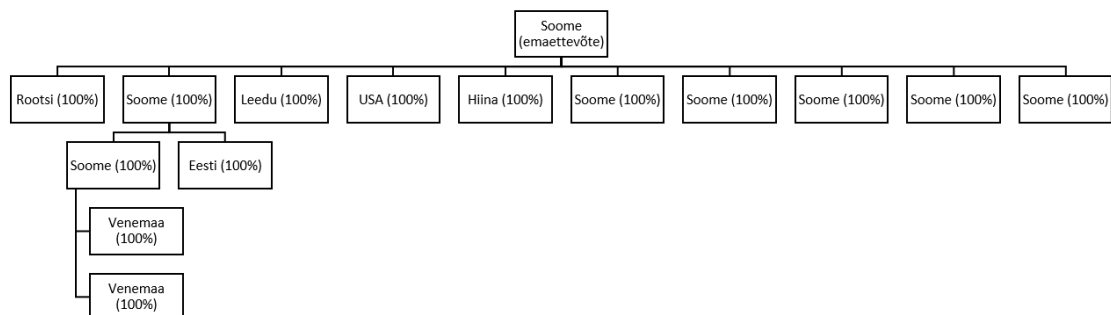 Soome
(emaettevõte)
Rootsi (100%)
Soome (100%)
Leedu (100%)
USA (100%)
Hiina (100%)
Soome (100%)
Soome (100%)
Soome (100%)
Soome (100%)
Soome (100%)
Soome (100%)
Eesti (100%)
Venemaa
(100%)
Venemaa
(100%)